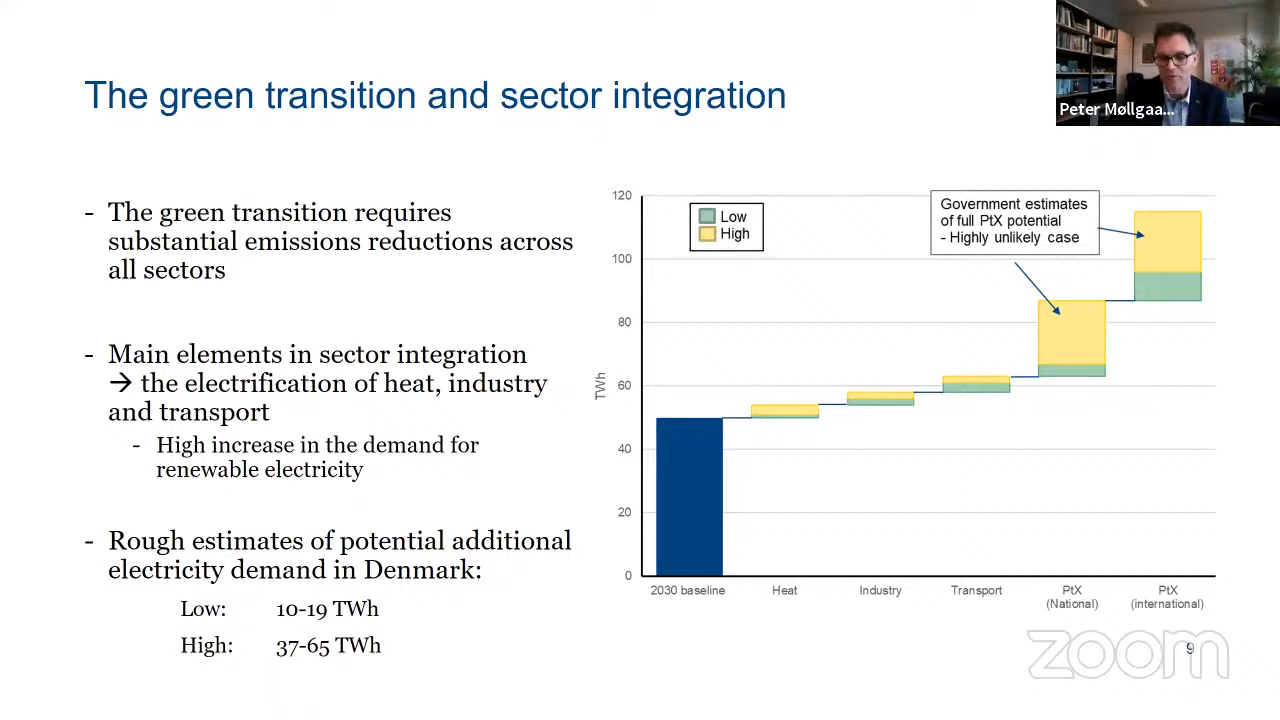 The green transition and sector integration
Peter Møllgaa...
- The green transition requires
substantial emissions reductions across
all sectors
- Main elements in sector integration
→ the electrification of heat, industry
and transport
- High increase in the demand for
renewable electricity
- Rough estimates of potential additional
electricity demand in Denmark:
Low: 10-19 TWh
High: 37-65 TWh
Low
High
Government estimates
of full PtX potential
- Highly unlikely case
TWh
120
100
80
60
40
20
0
2030 baseline
Heat
Industry
Transport
PtX
(National)
PtX
(international)
zoom
9